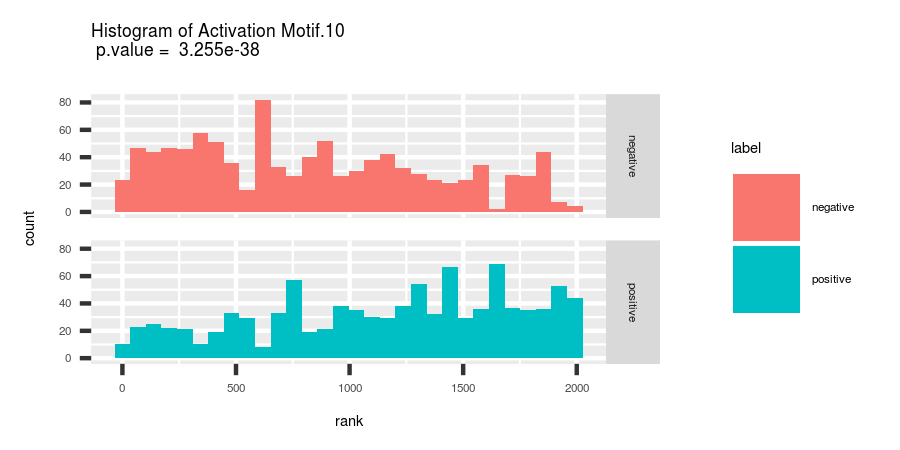 Histogram of Activation Motif.10
p.value = 3.255e-38
count
80
60
40
20
0
negative
80
60
40
20
0
positive
0 500 1000 1500 2000
rank
label
negative
positive